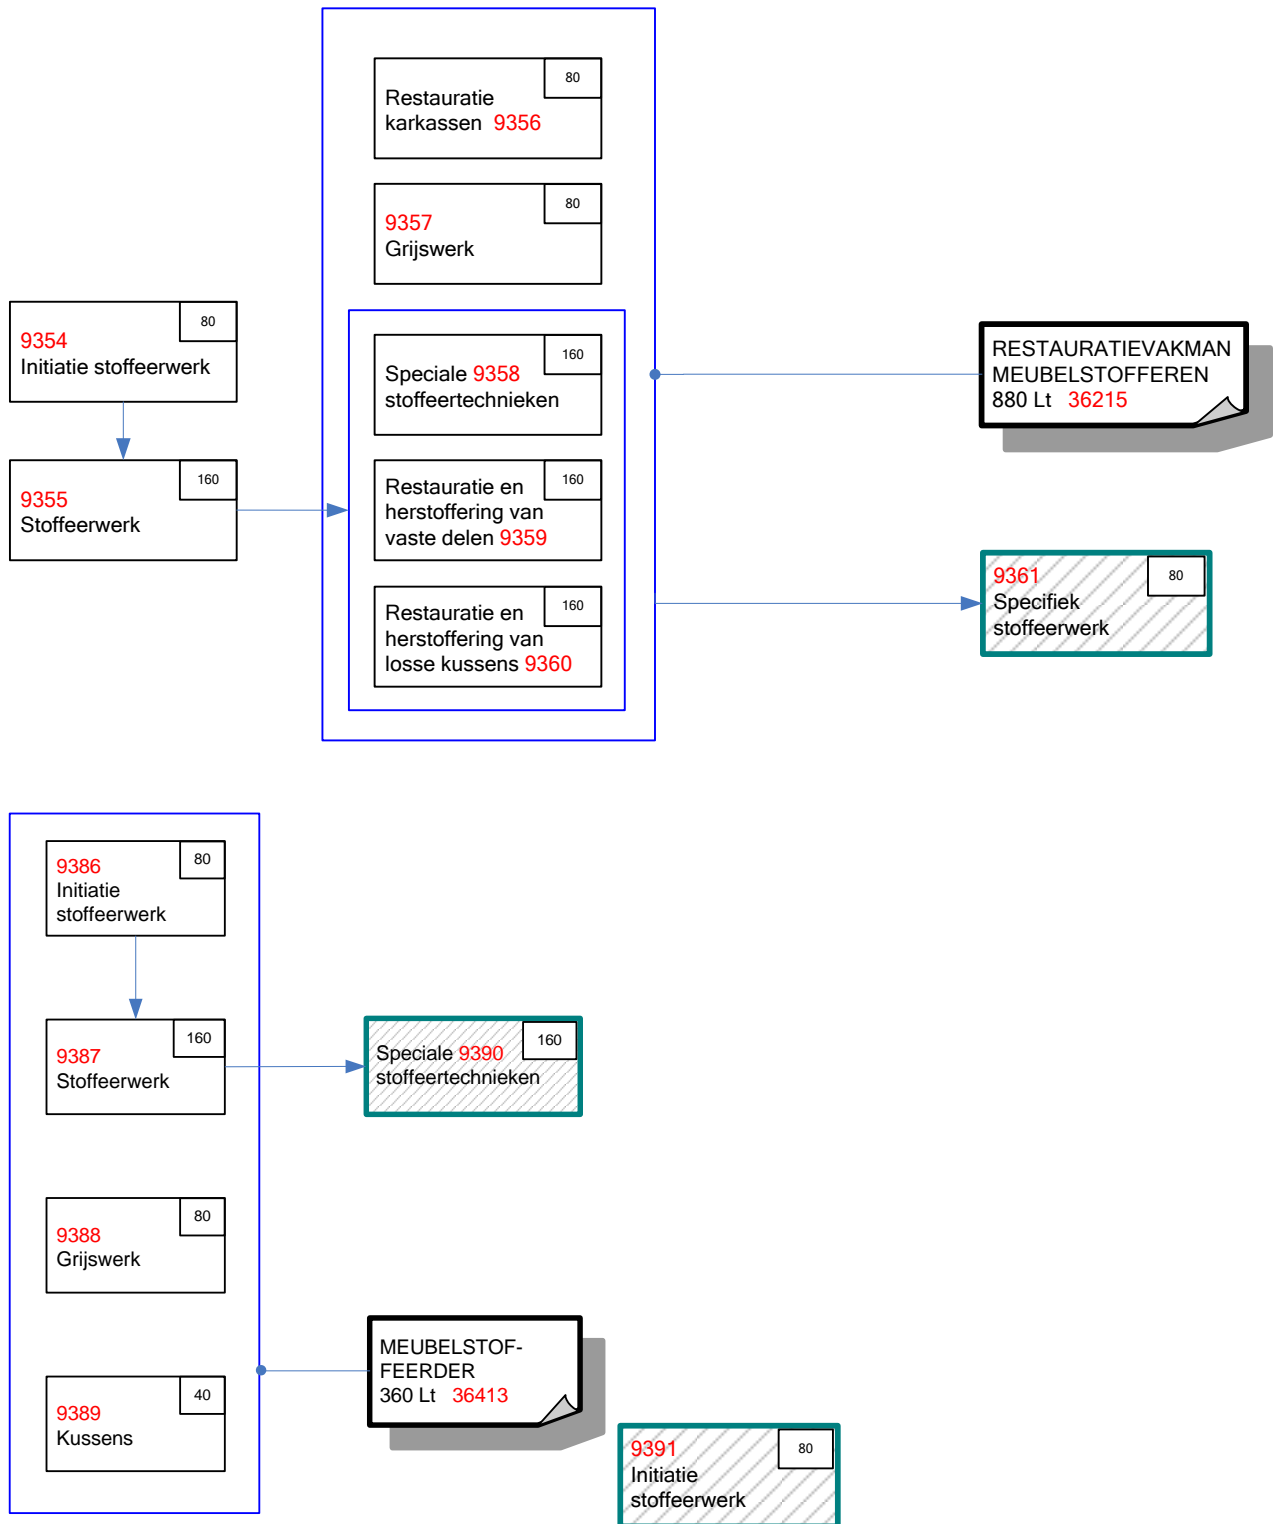 80
Restauratie
karkassen 9356
80
9357
Grijswerk
80
9354
Initiatie stoffeerwerk
160
9355
Stoffeerwerk
160
Speciale 9358
stoffeertechnieken
160
Restauratie en
herstoffering van
vaste delen 9359
160
Restauratie en
herstoffering van
losse kussens 9360
RESTAURATIEVAKMAN
MEUBELSTOFFEREN
880 Lt 36215
80
9361
Specifiek
stoffeerwerk
80
9386
Initiatie
stoffeerwerk
160
9387
Stoffeerwerk
160
Speciale 9390
stoffeertechnieken
80
9388
Grijswerk
40
9389
Kussens
MEUBELSTOF-
FEERDER
360 Lt 36413
80
9391
Initiatie
stoffeerwerk